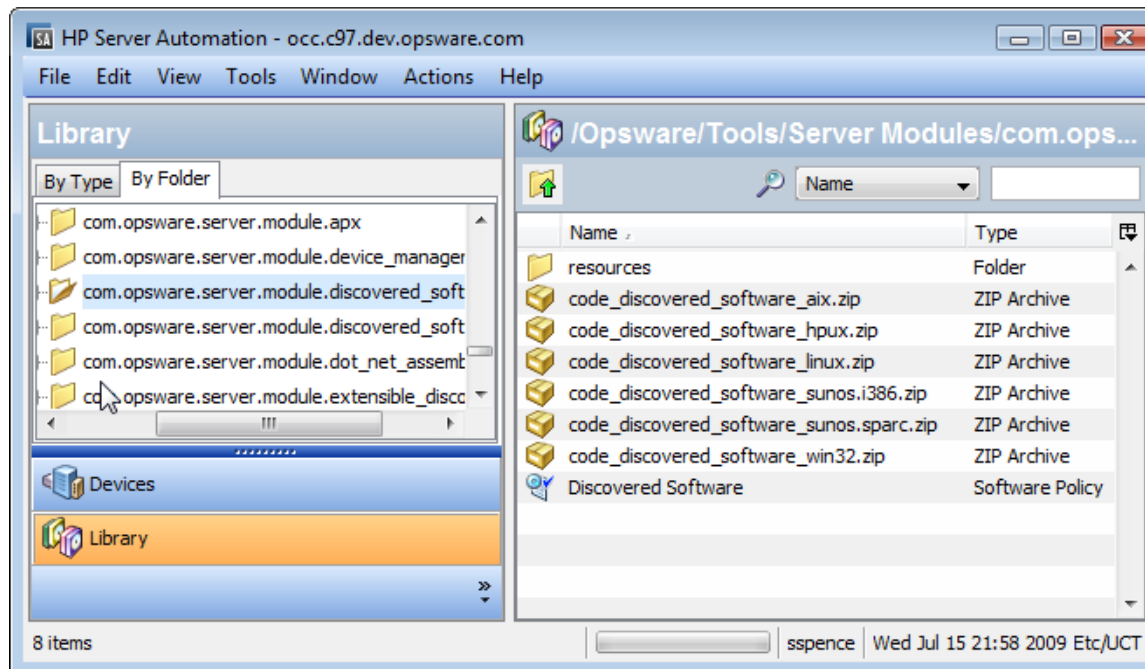 SA HP Server Automation - occ.c97.dev.opsware.com
File Edit View Tools Window Actions Help
Library
By Type By Folder
com.opsware.server.module.apx
com.opsware.server.module.device_manager
com.opsware.server.module.discovered_soft
com.opsware.server.module.discovered_soft
com.opsware.server.module.dot_net_assemb
opsware.server.module.extensible_disco
Devices
Library
/Opsware/Tools/Server Modules/com.ops...
Name
Name Type
resources Folder
code_discovered_software_aix.zip ZIP Archive
code_discovered_software_hpux.zip ZIP Archive
code_discovered_software_linux.zip ZIP Archive
code_discovered_software_sunos.i386.zip ZIP Archive
code_discovered_software_sunos.sparc.zip ZIP Archive
code_discovered_software_win32.zip ZIP Archive
Discovered Software Software Policy
8 items sspence Wed Jul 15 21:58 2009 Etc/UCT